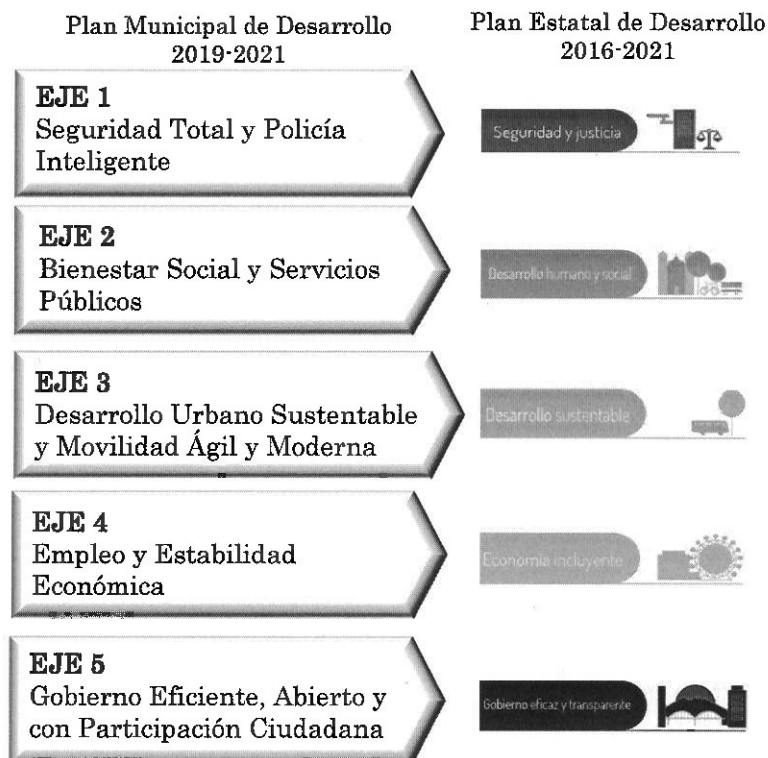 Plan Municipal de Desarrollo
2019-2021
Plan Estatal de Desarrollo
2016-2021
EJE 1
Seguridad Total y Policía
Inteligente
Seguridad y justicia
EJE 2
Bienestar Social y Servicios
Públicos
Desarrollo humano y social
EJE 3
Desarrollo Urbano Sustentable
y Movilidad Ágil y Moderna
Desarrollo sustentable
EJE 4
Empleo y Estabilidad
Económica
Economía incluyente
EJE 5
Gobierno Eficiente, Abierto y
con Participación Ciudadana
Gobierno eficaz y transparente